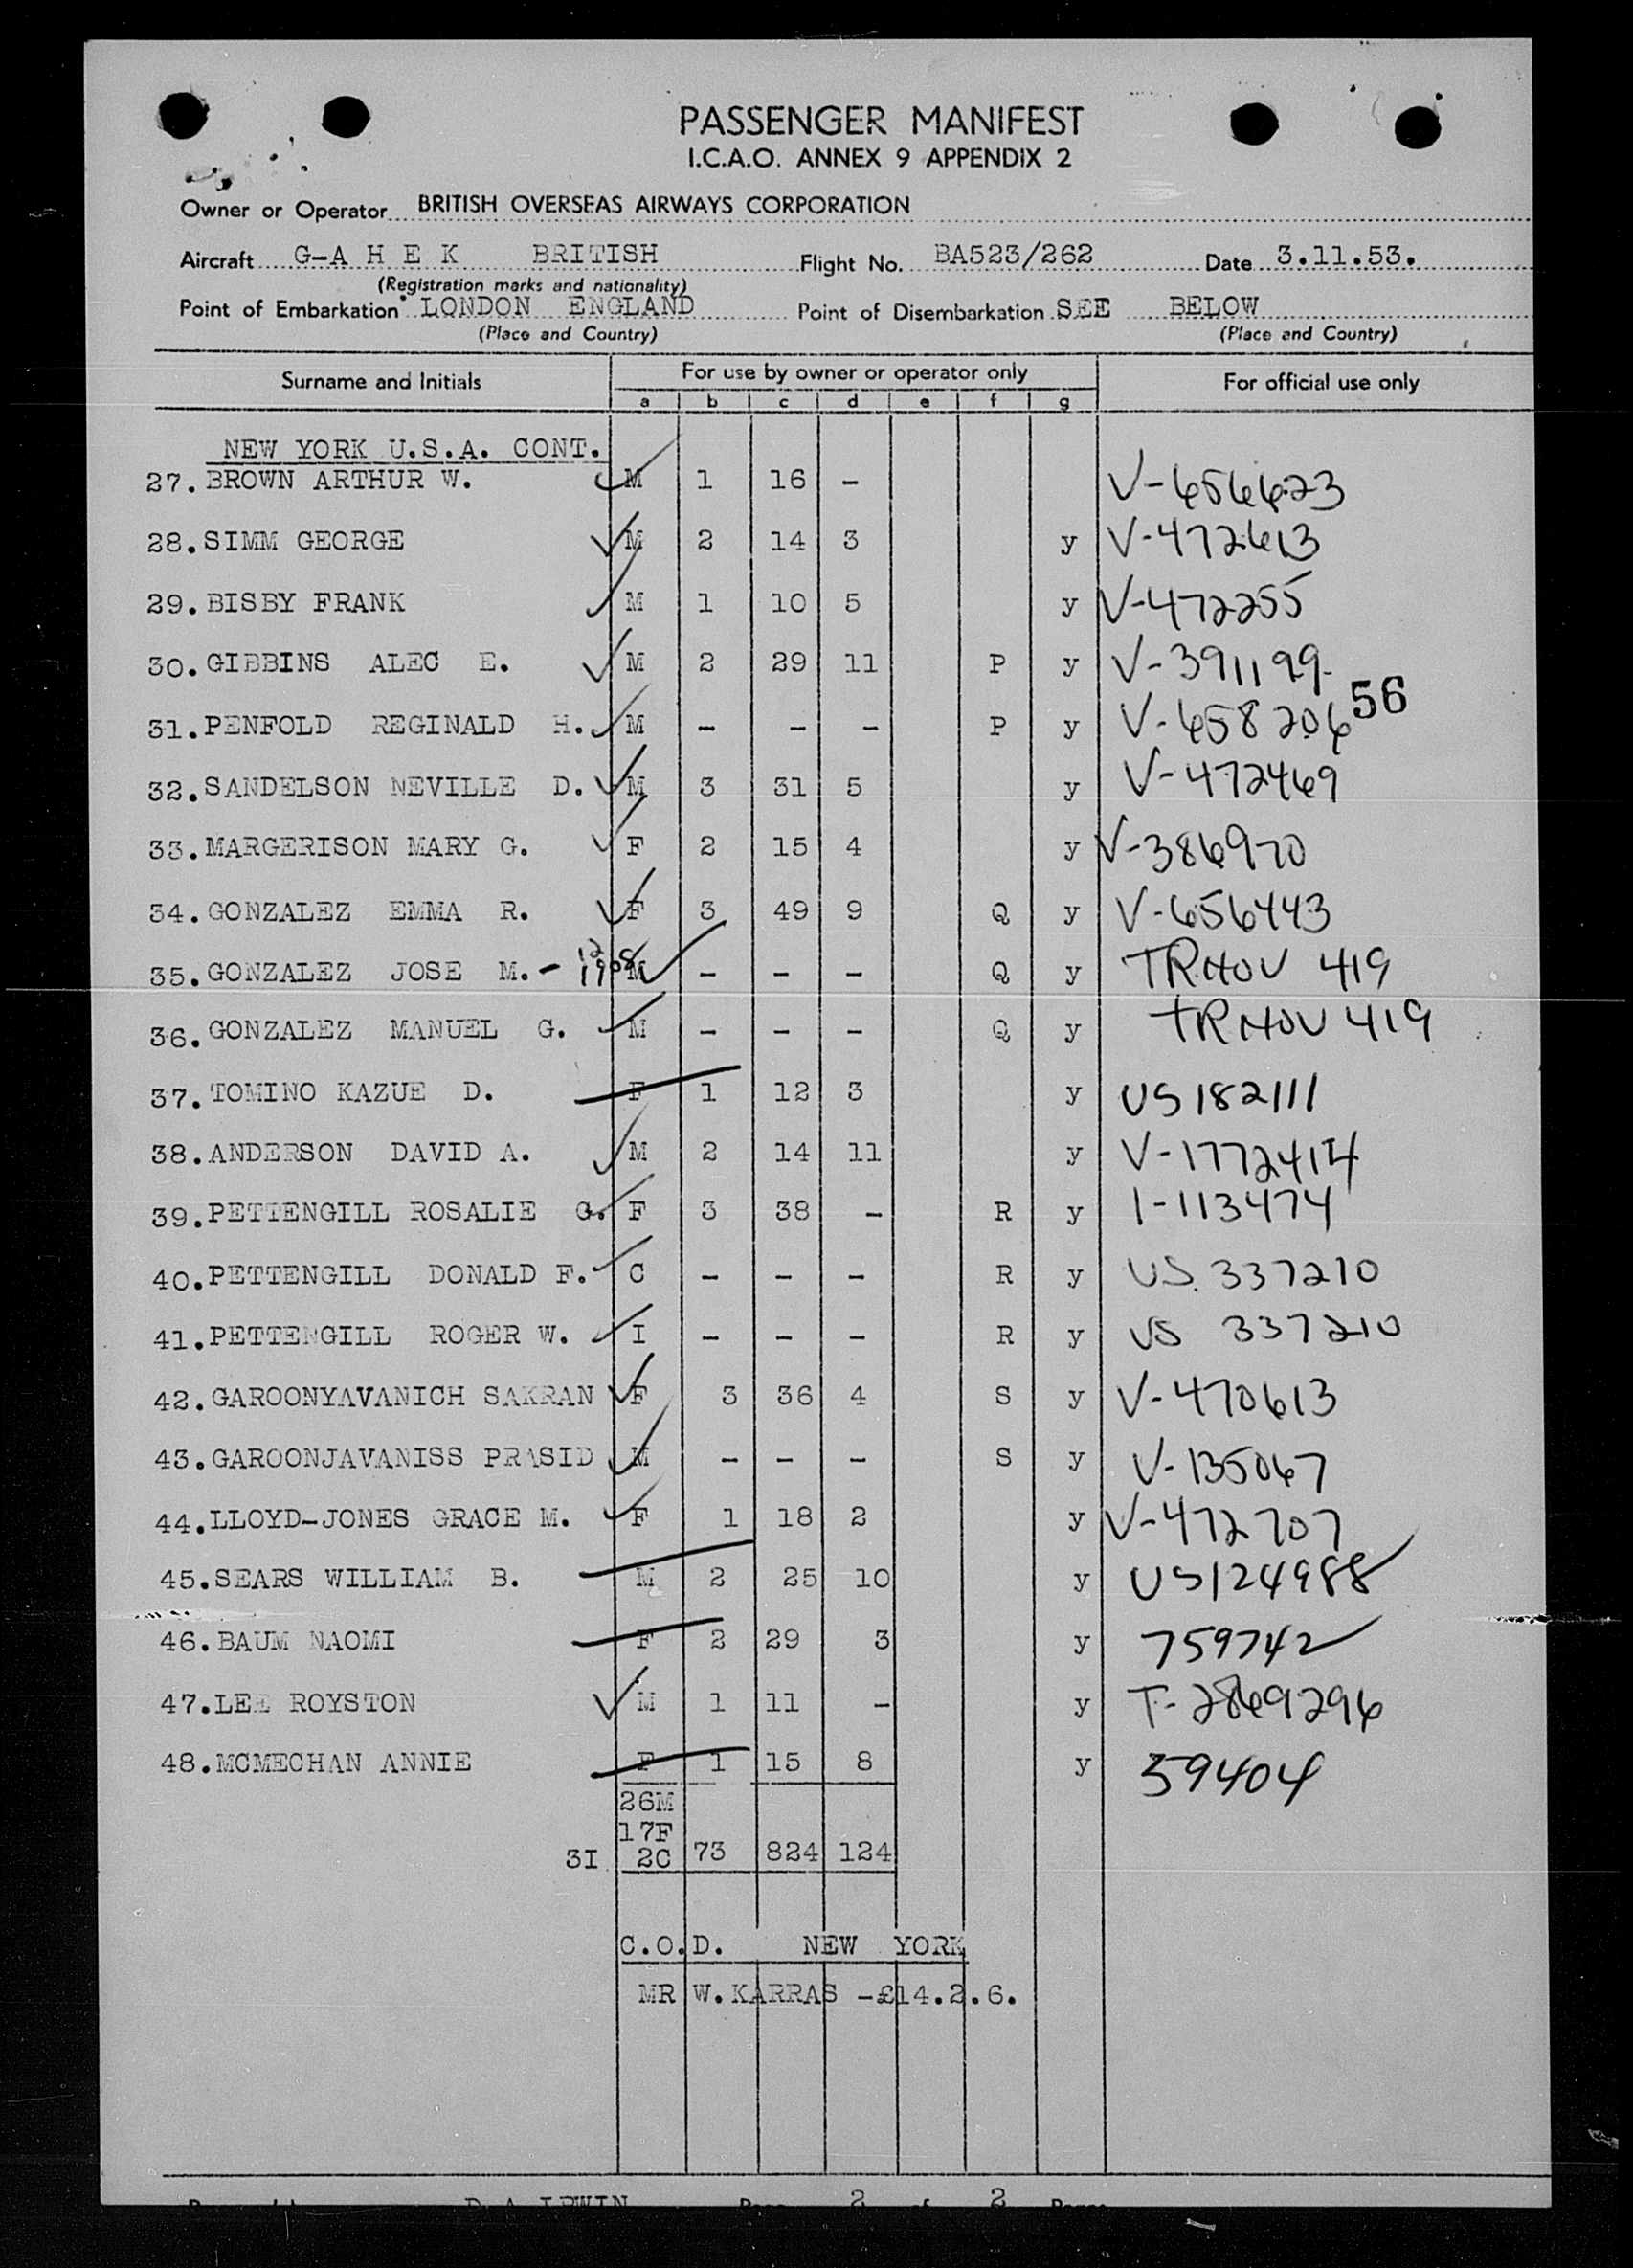 PASSENGER MANIFEST
I.C.A.O. ANNEX 9 APPENDIX 2
Owner or Operator BRITISH OVERSEAS AIRWAYS CORPORATION
Aircraft G-A H E K BRITISH Flight No. BA523/262 Date 3.11.53.
(Registration marks and nationality)
Point of Embarkation LONDON ENGLAND Point of Disembarkation SEE BELOW
(Place and Country) (Place and Country)
Surname and Initials For use by owner or operator only For official use only
a b c d e f g
NEW YORK U.S.A. CONT.
27. BROWN ARTHUR W. M 1 16 - V-656623
28. SIMM GEORGE M 2 14 3 y V-472613
29. BISBY FRANK M 1 10 5 y V-472255
30. GIBBINS ALEC E. M 2 29 11 P y V-391199
56
31. PENFOLD REGINALD H. M - - - P y V-658206
32. SANDELSON NEVILLE D. M 3 31 5 y V-472469
33. MARGERISON MARY G. F 2 15 4 y V-386970
34. GONZALEZ EMMA R. F 3 49 9 Q y V-656443
35. GONZALEZ JOSE M. - M - - - Q y TRNOV 419
36. GONZALEZ MANUEL G. M - - - Q y TRNOV 419
37. TOMINO KAZUE D. F 1 12 3 y US182111
38. ANDERSON DAVID A. M 2 14 11 y V-1772414
39. PETTENGILL ROSALIE G. F 3 38 - R y 1-113474
40. PETTENGILL DONALD F. C - - - R y US 337210
41. PETTENGILL ROGER W. I - - - R y US 337210
42. GAROONYAVANICH SAKRAN F 3 36 4 S y V-470613
43. GAROONJAVANISS PRASID M - - - S y V-135067
44. LLOYD-JONES GRACE M. F 1 18 2 y V-472707
45. SEARS WILLIAM B. M 2 25 10 y US124988
46. BAUM NAOMI F 2 29 3 y 759742
47. LEE ROYSTON M 1 11 - y T-2869296
48. MCMECHAN ANNIE F 1 15 8 y 59404
26M
17F
3I 2C 73 824 124
C.O.D. NEW YORK
MR W.KARRAS -£14.2.6.